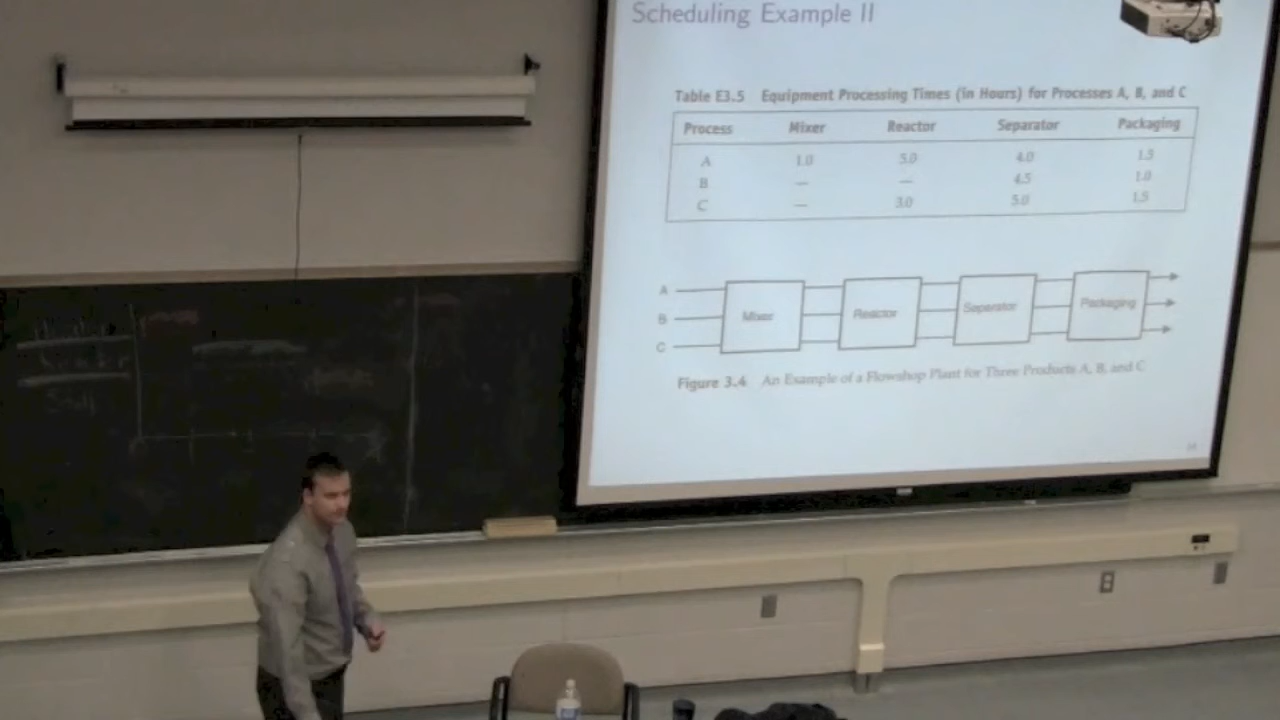 Scheduling Example II
Table E3.5 Equipment Processing Times (in Hours) for Processes A, B, and C
Process Mixer Reactor Separator Packaging
A 1.0 5.0 4.0 1.5
B — — 4.5 1.0
C — 3.0 5.0 1.5
A
B
C
Mixer
Reactor
Separator
Packaging
Figure 3.4 An Example of a Flowshop Plant for Three Products A, B, and C